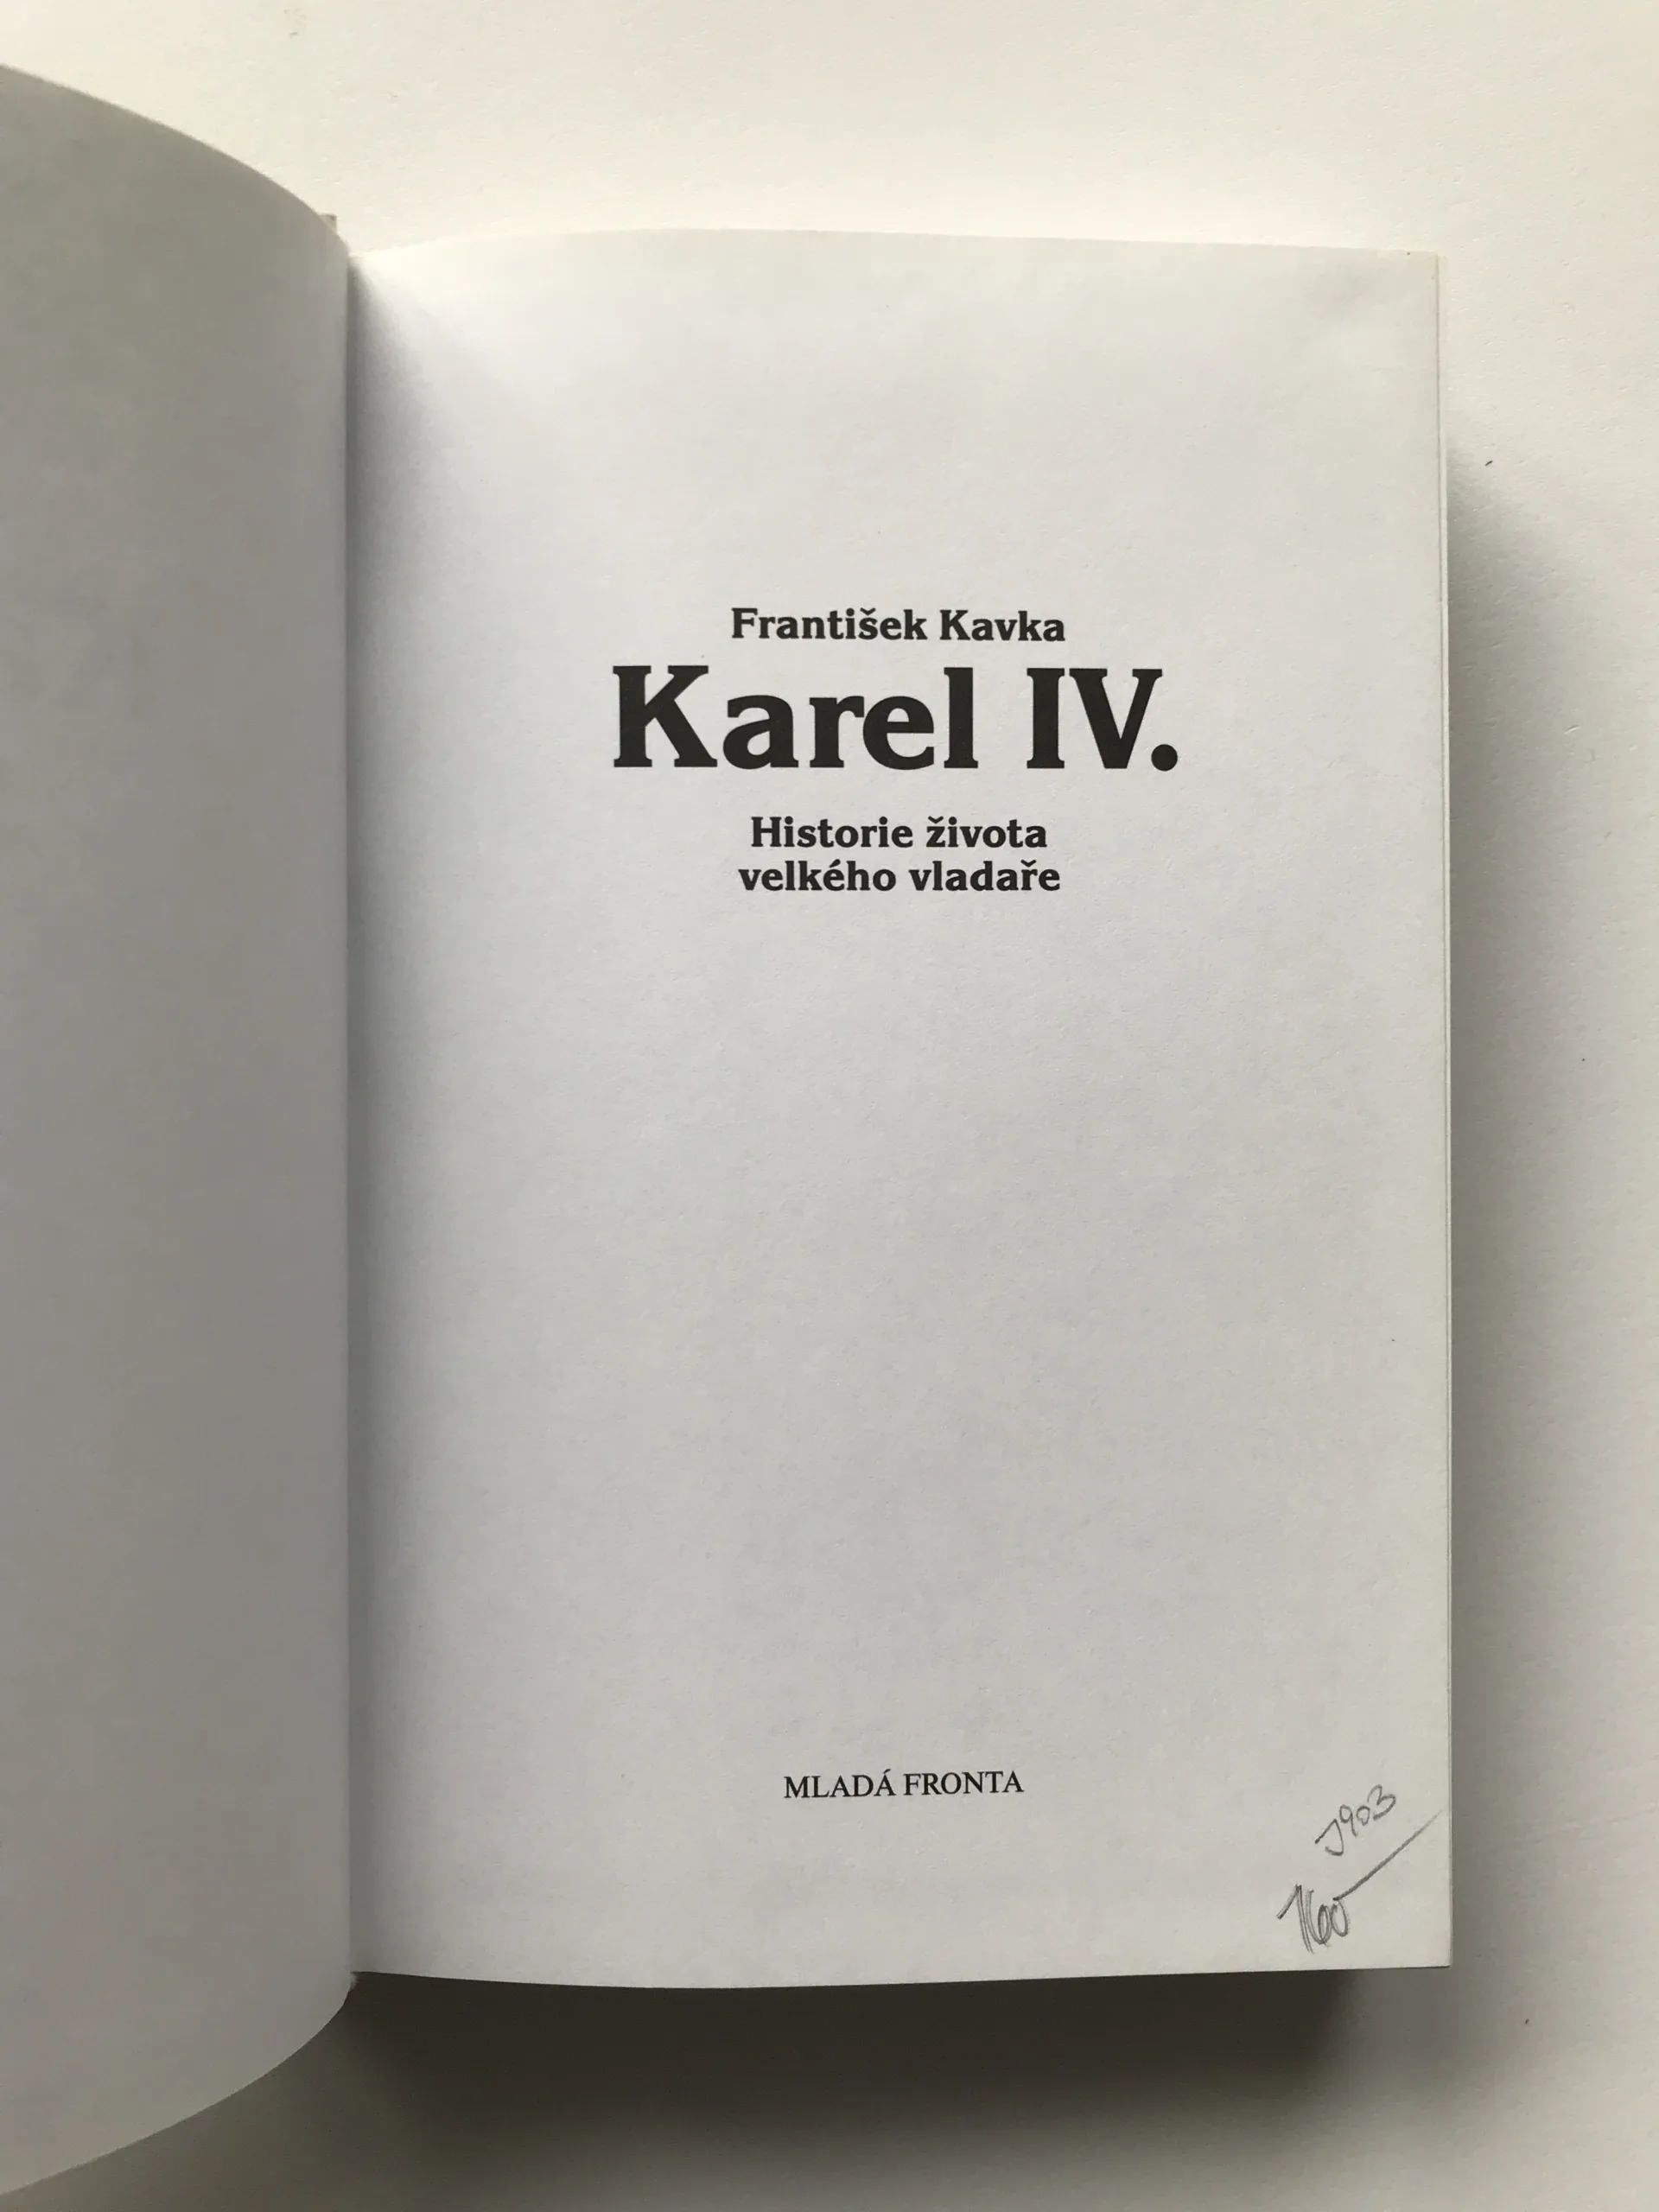 František Kavka
Karel IV.
Historie života
velkého vladaře
MLADÁ FRONTA
J903
160